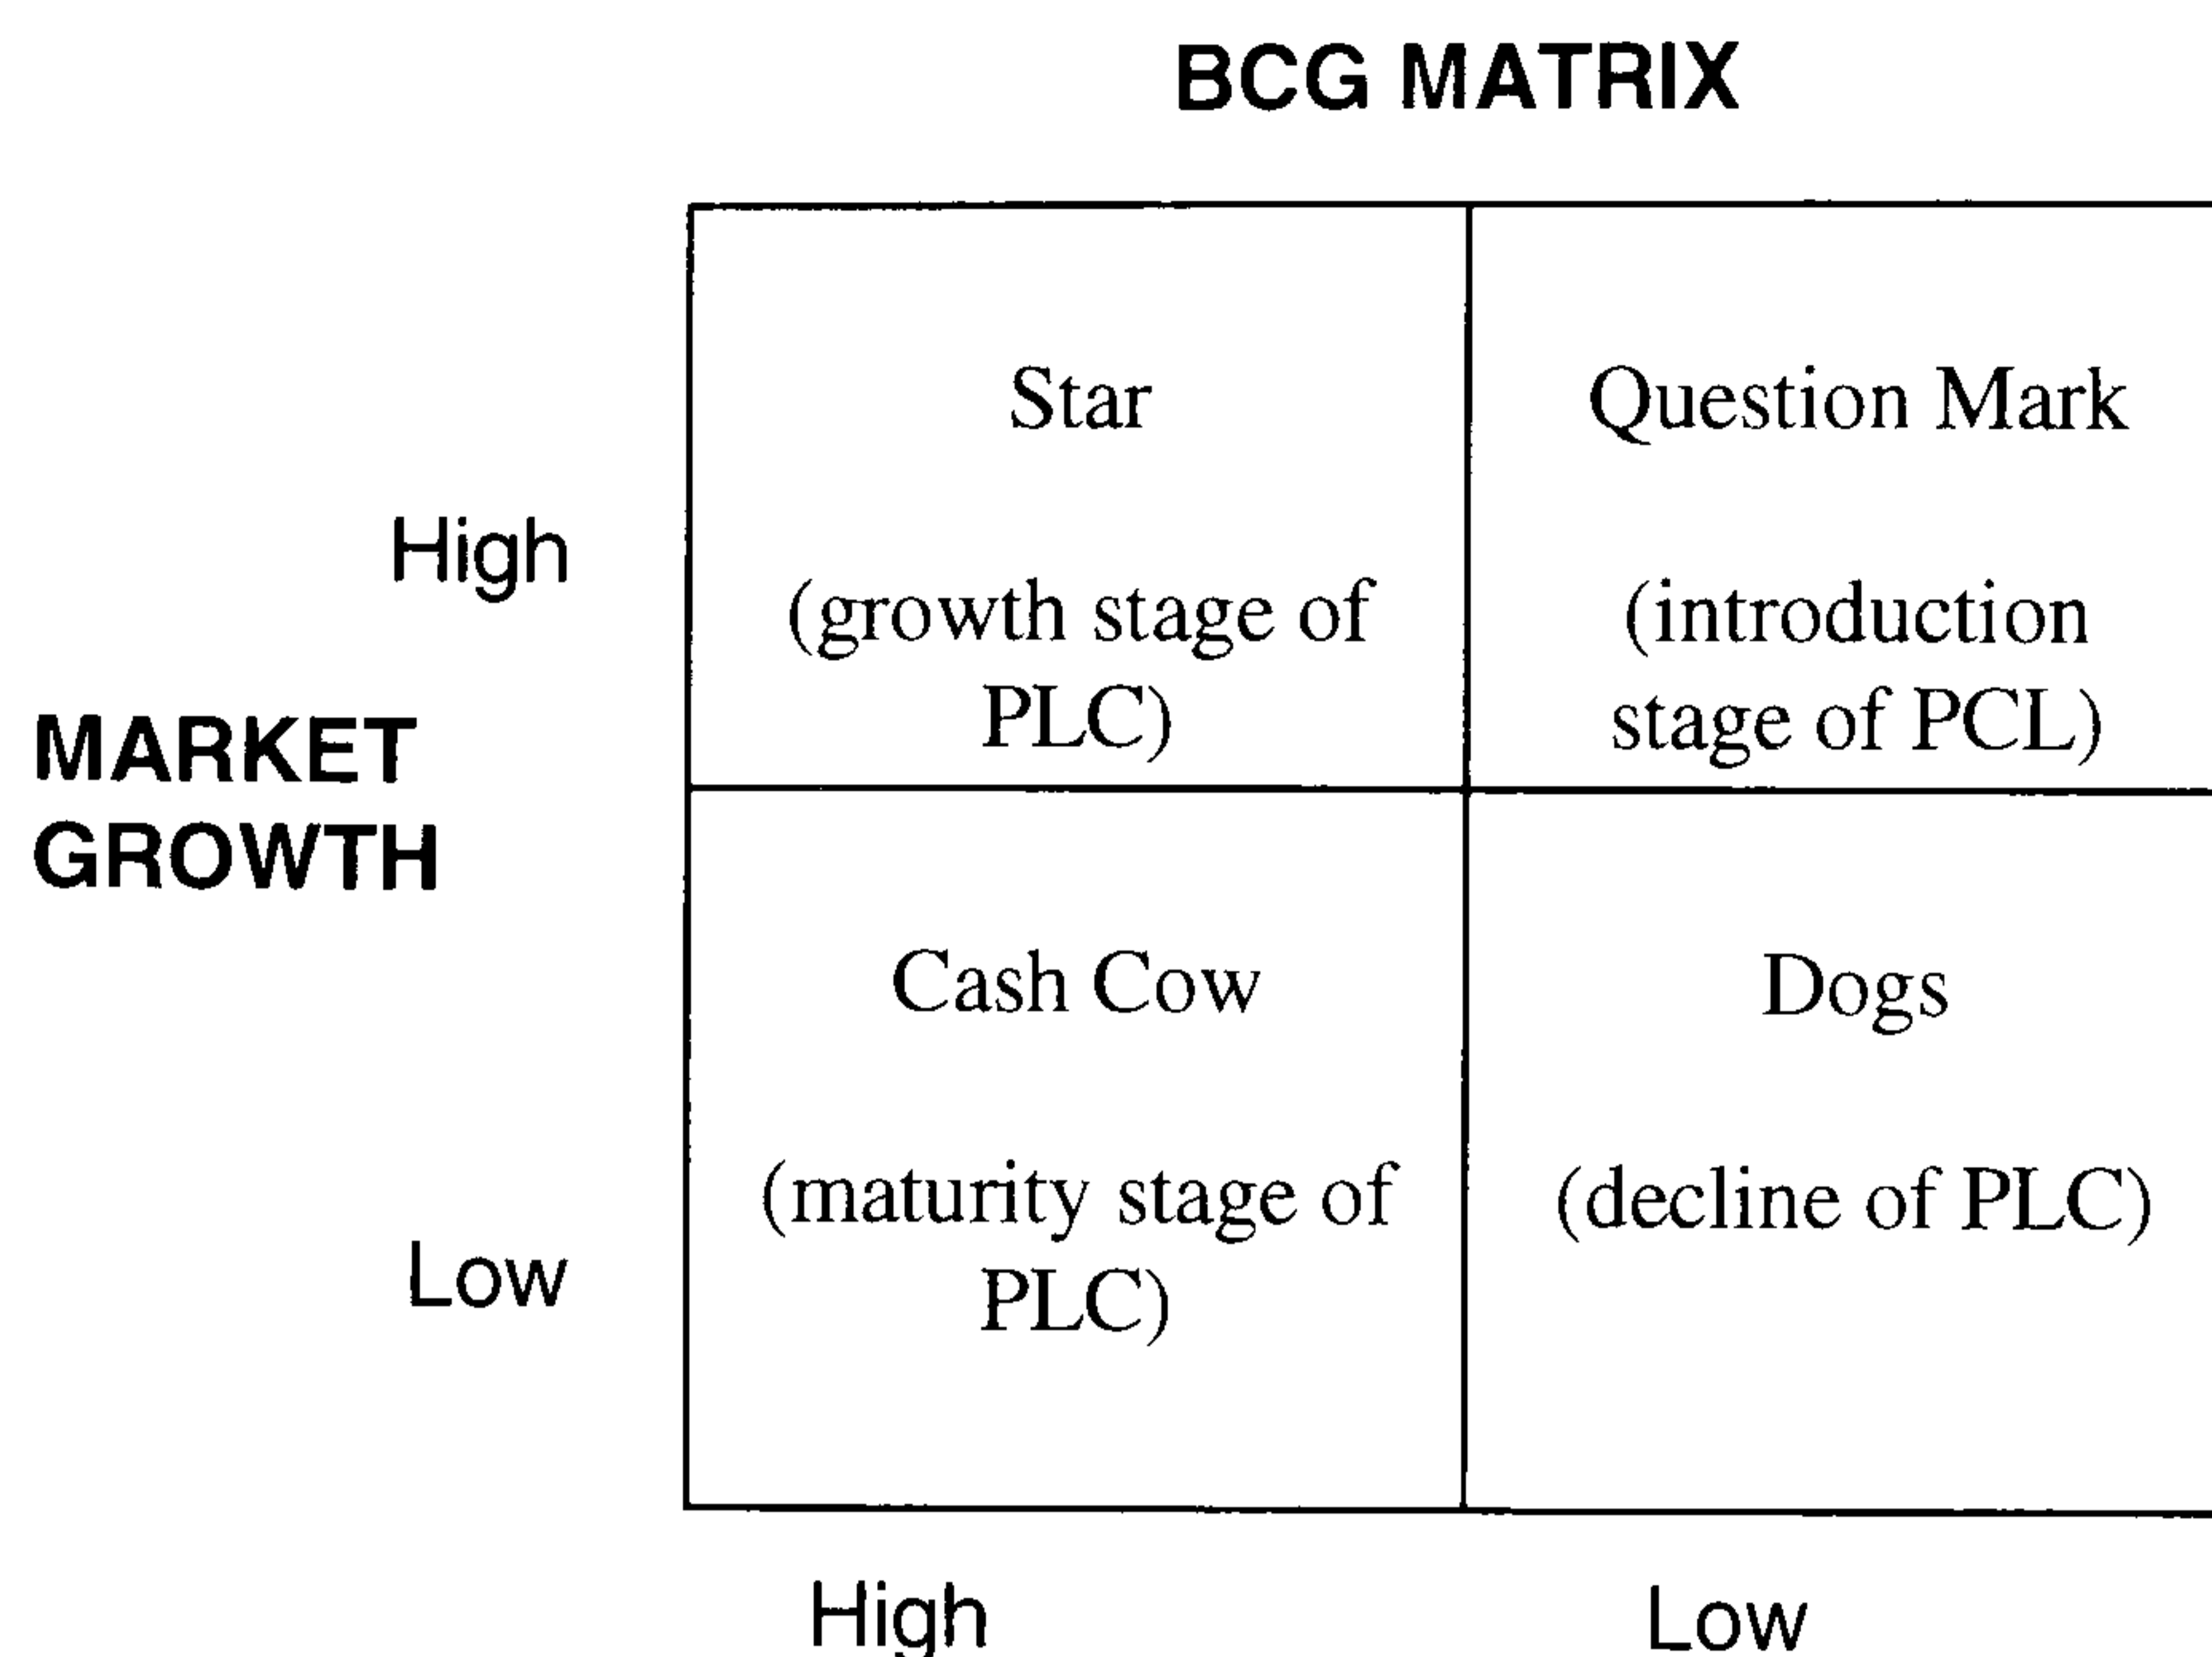 BCG MATRIX
Star
Question Mark
High
(growth stage of
PLC)
(introduction
stage of PCL)
MARKET
GROWTH
Cash Cow
Dogs
(maturity stage of
PLC)
(decline of PLC)
Low
High
Low